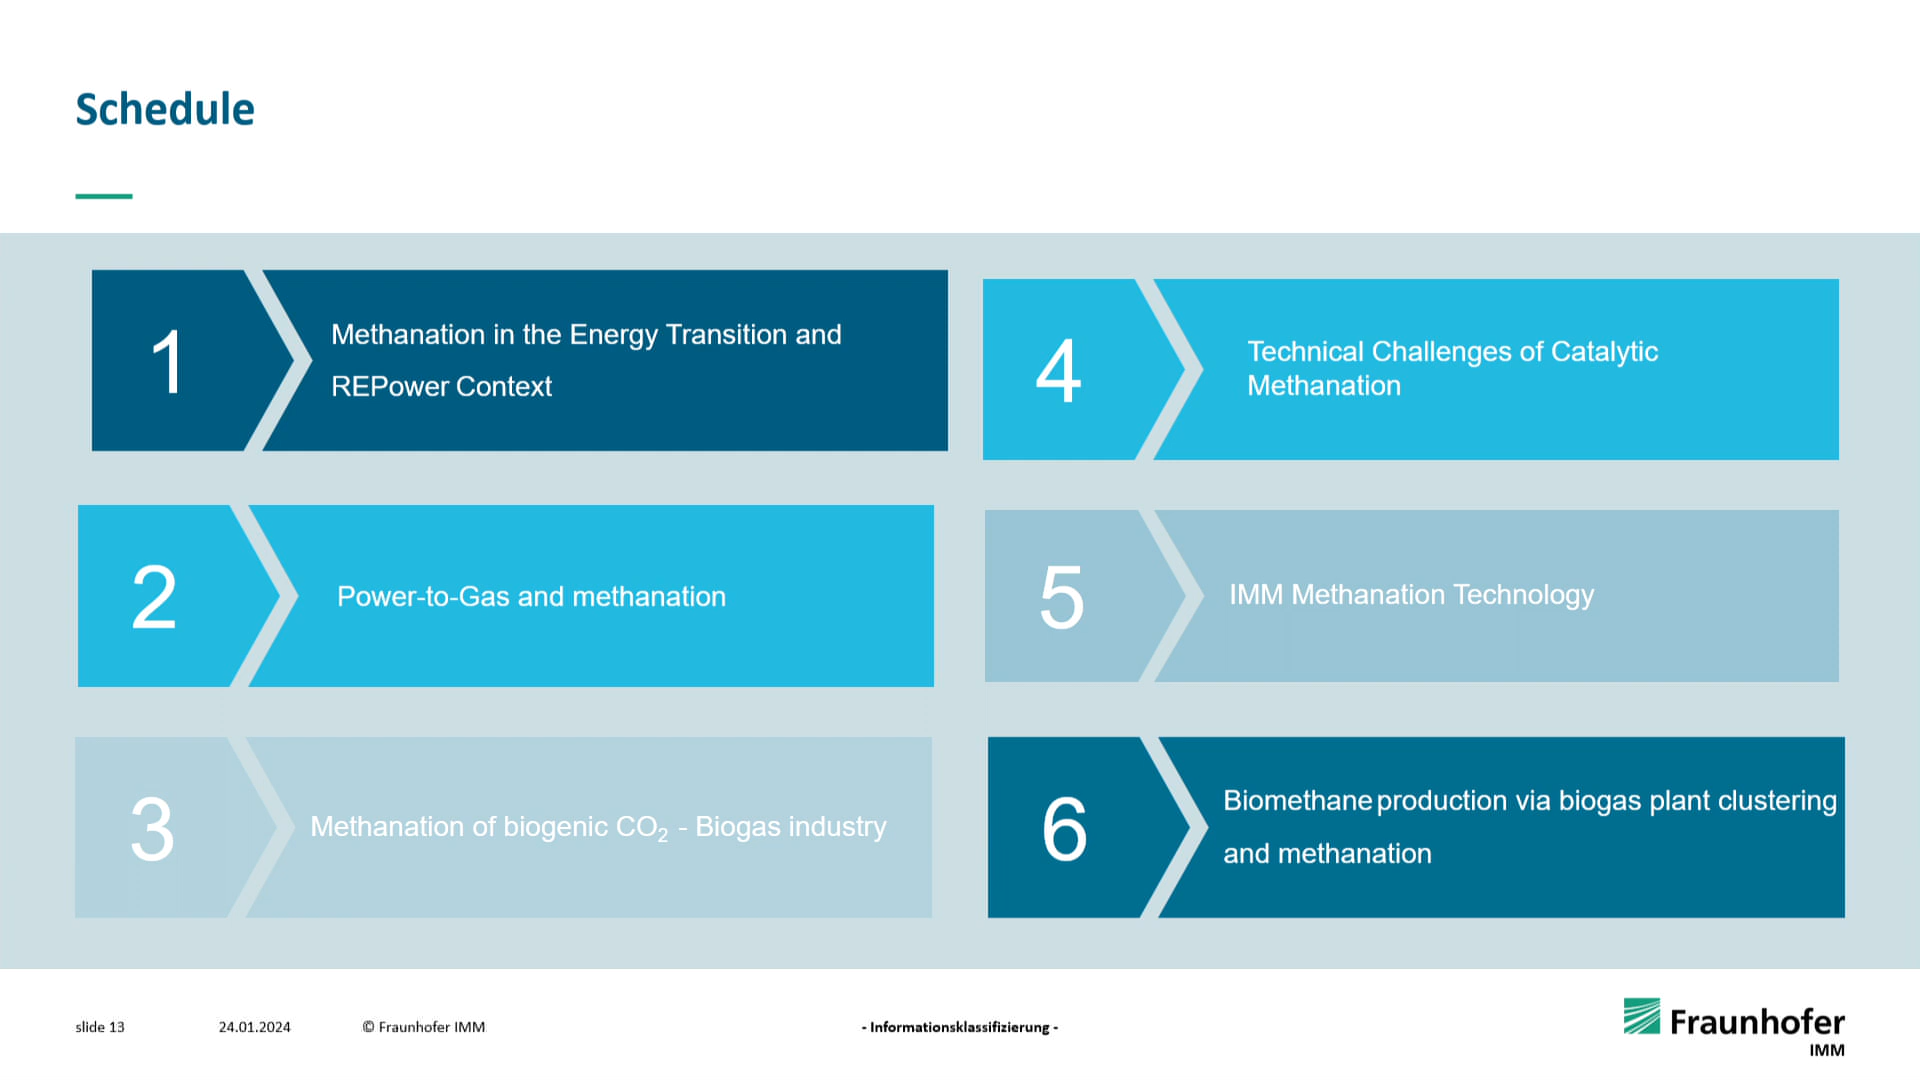 Schedule
1
Methanation in the Energy Transition and
REPower Context
2
Power-to-Gas and methanation
3
Methanation of biogenic CO₂ - Biogas industry
4
Technical Challenges of Catalytic
Methanation
5
IMM Methanation Technology
6
Biomethane production via biogas plant clustering
and methanation
slide 13 24.01.2024 © Fraunhofer IMM - Informationsklassifizierung -
Fraunhofer
IMM